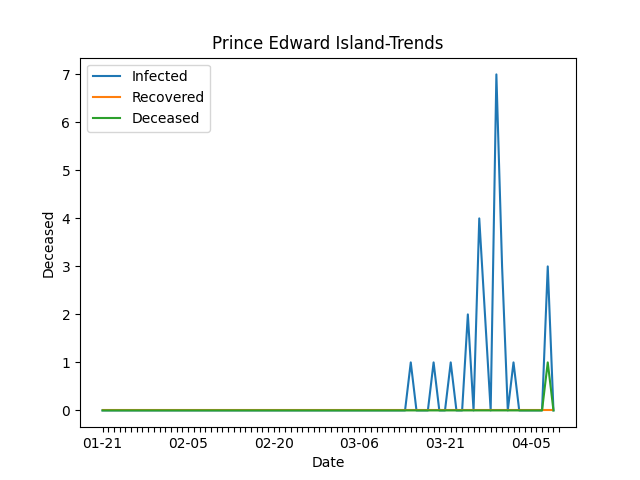 Prince Edward Island-Trends
Infected
Recovered
Deceased
7
6
5
4
3
2
1
0
Deceased
01-21 02-05 02-20 03-06 03-21 04-05
Date